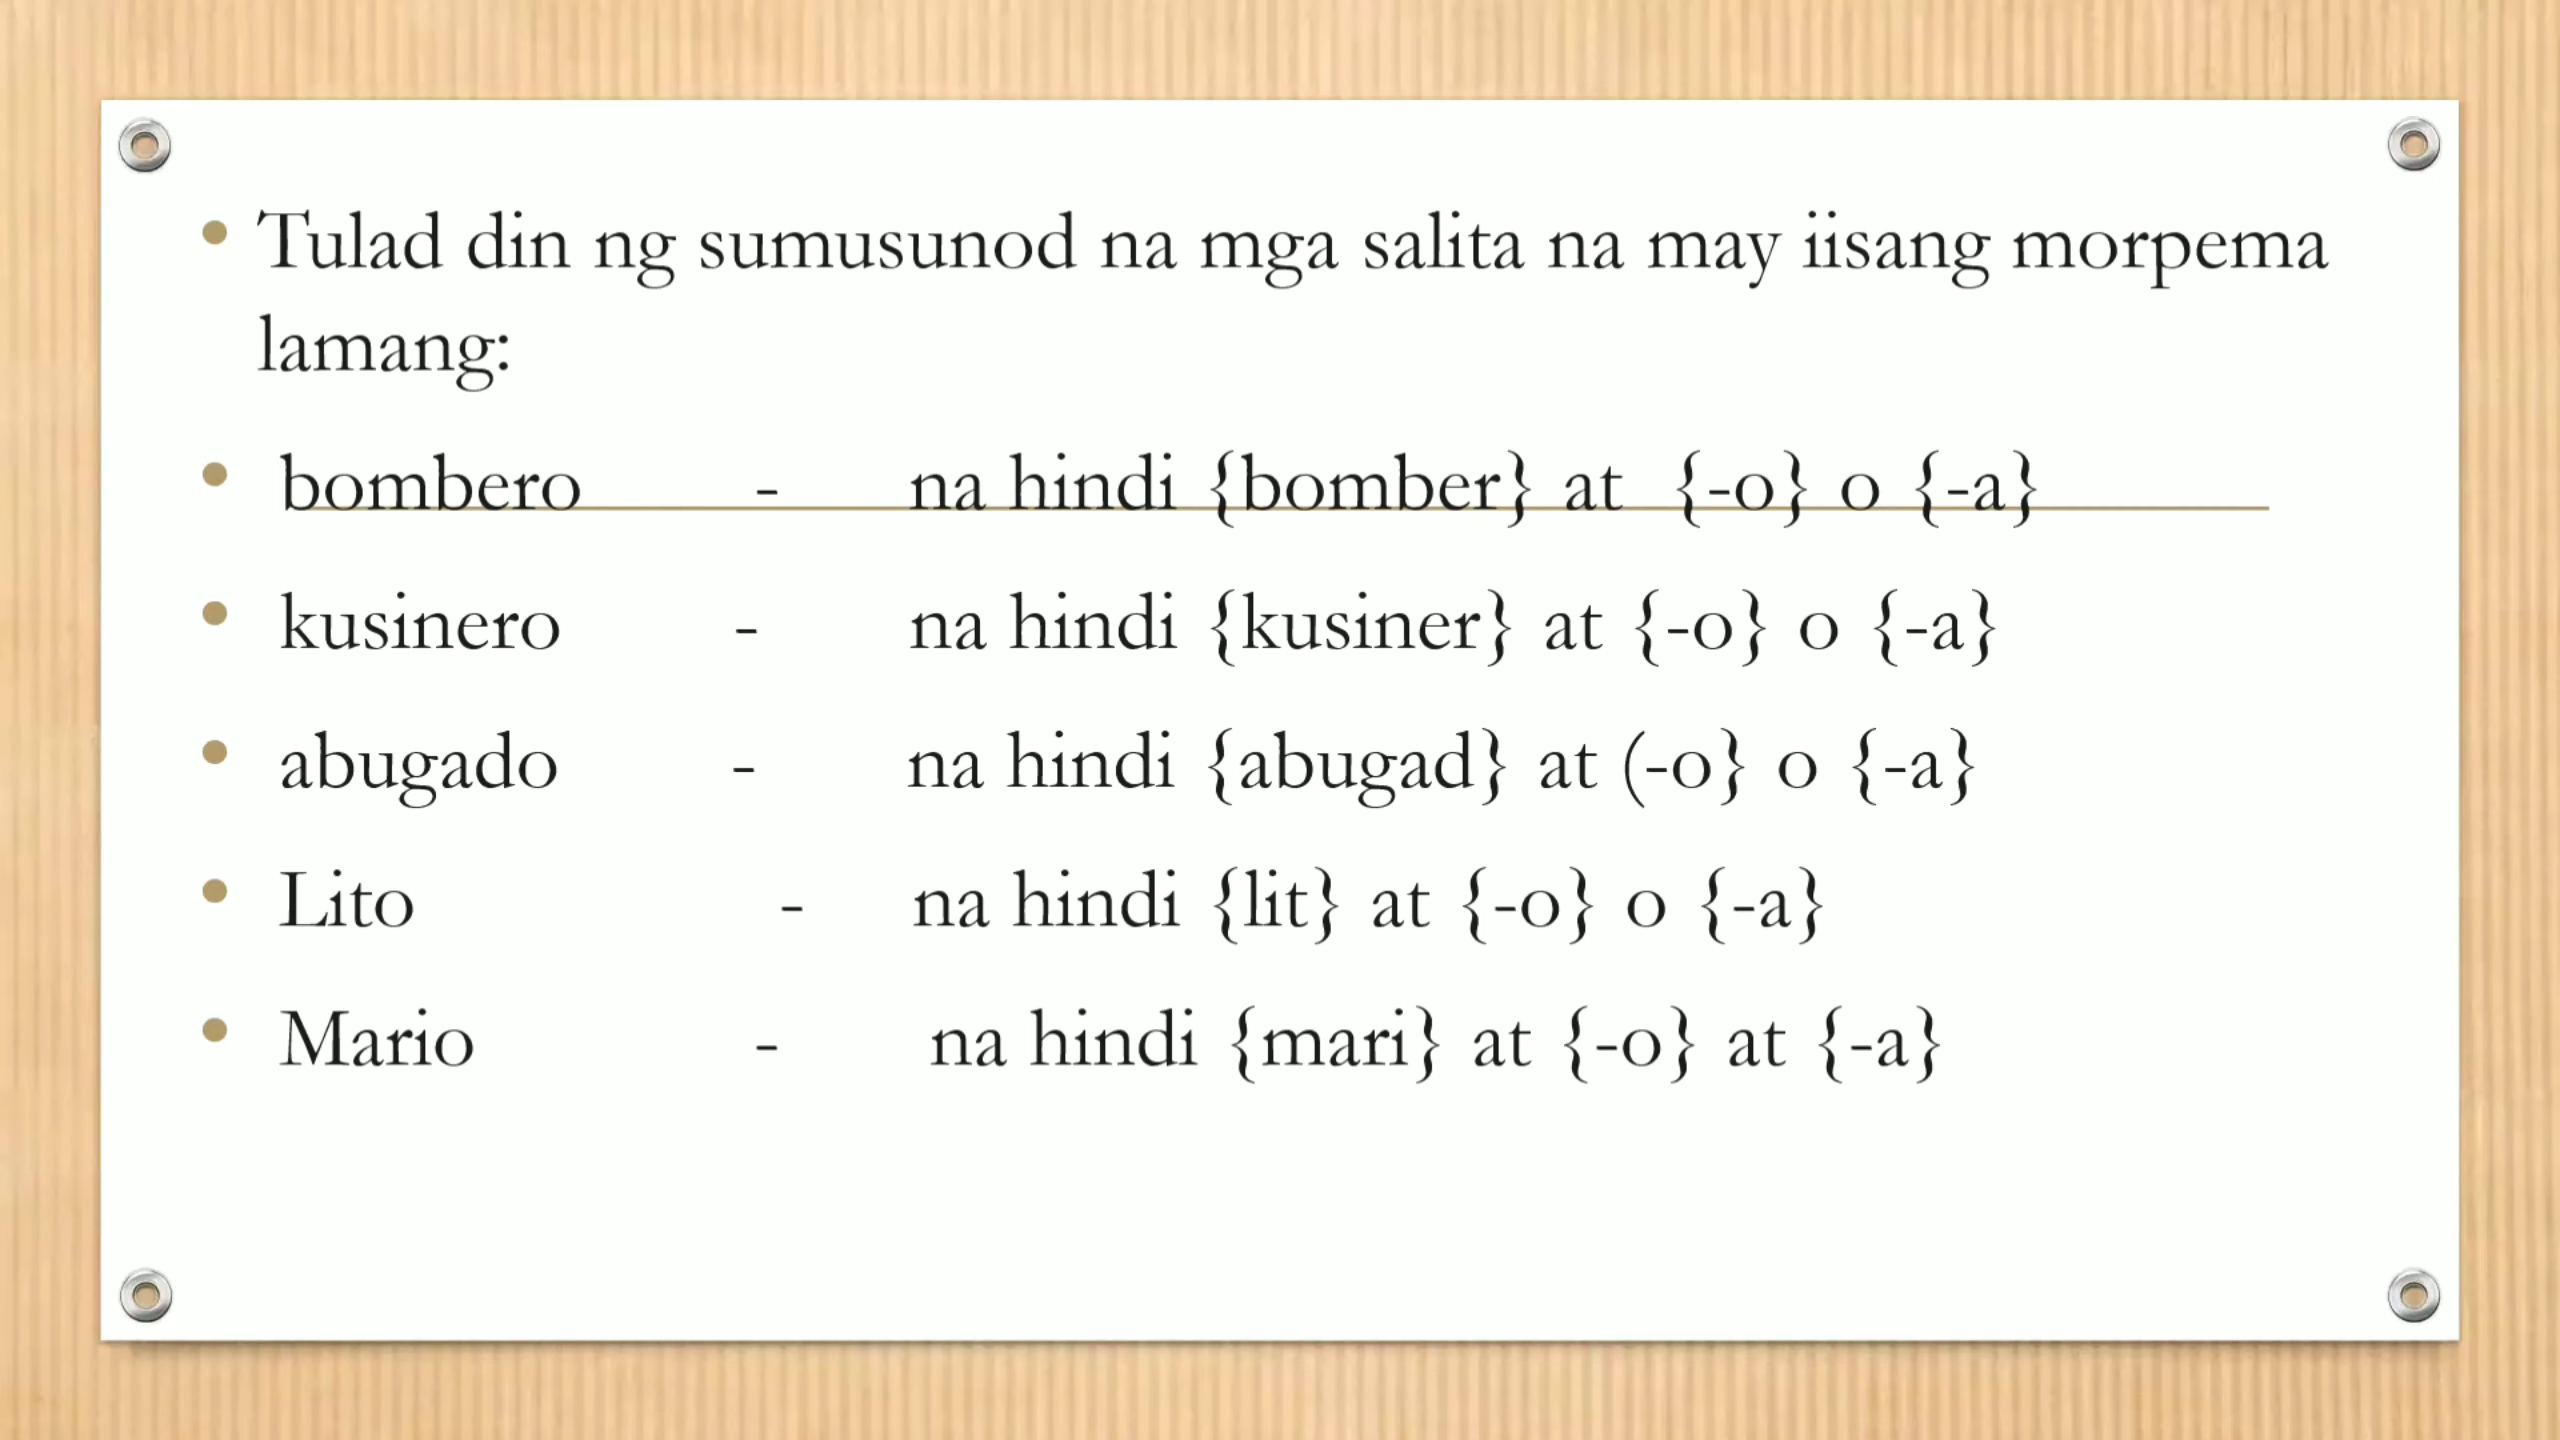 • Tulad din ng sumusunod na mga salita na may iisang morpema
lamang:
• bombero - na hindi {bomber} at {-o} o {-a}
• kusinero - na hindi {kusiner} at {-o} o {-a}
• abugado - na hindi {abugad} at (-o} o {-a}
• Lito - na hindi {lit} at {-o} o {-a}
• Mario - na hindi {mari} at {-o} at {-a}